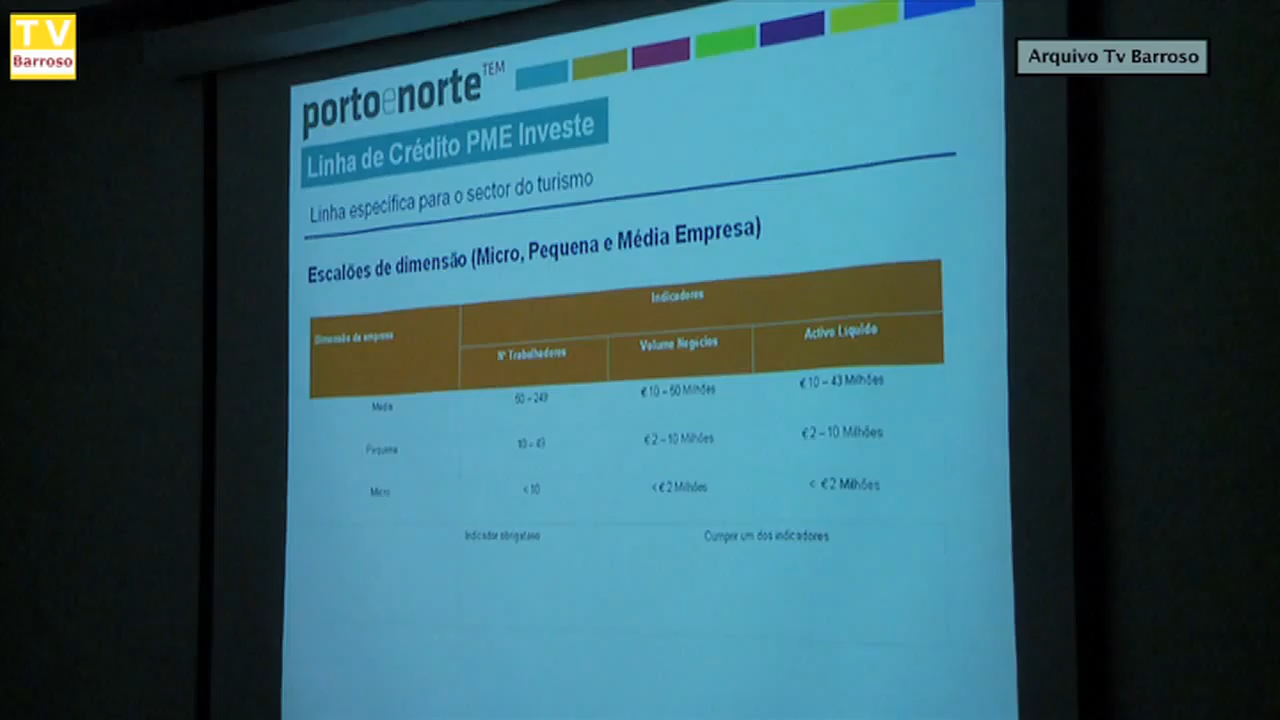 TV
Barroso
Arquivo Tv Barroso
portoenorte TEM
Linha de Crédito PME Investe
Linha específica para o sector do turismo
Escalões de dimensão (Micro, Pequena e Média Empresa)
Indicadores
Dimensão da empresa
Nº Trabalhadores
Volume Negócios
Activo Líquido
Média
50 – 249
€ 10 – 50 Milhões
€ 10 – 43 Milhões
Pequena
10 – 49
€ 2 – 10 Milhões
€ 2 – 10 Milhões
Micro
< 10
< € 2 Milhões
< € 2 Milhões
Indicador obrigatório
Cumprir um dos indicadores